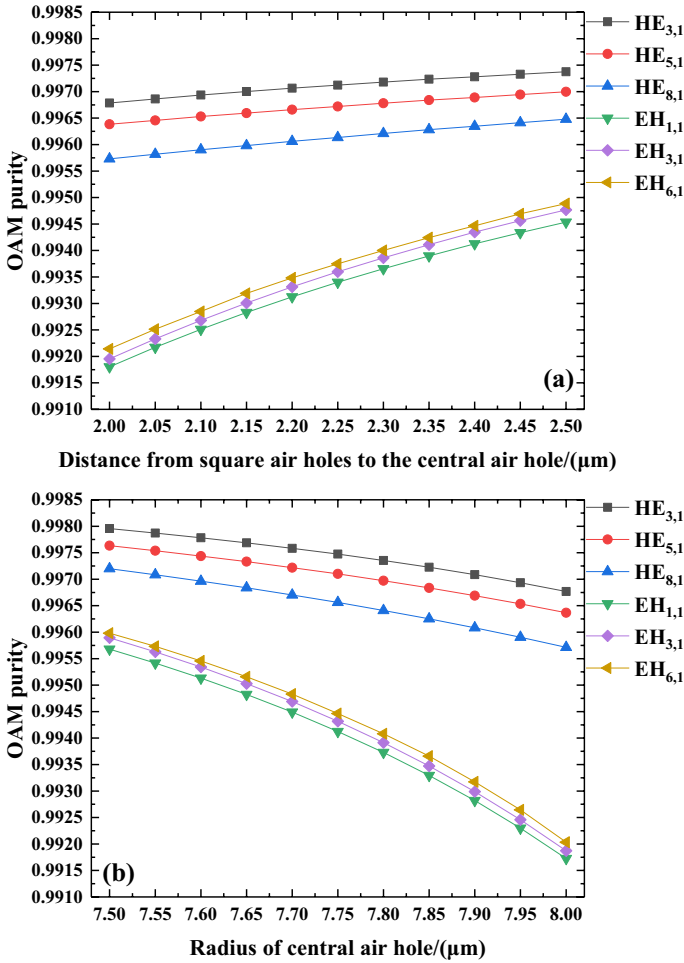 0.9985
0.9980
0.9975
0.9970
0.9965
0.9960
0.9955
0.9950
0.9945
0.9940
0.9935
0.9930
0.9925
0.9920
0.9915
0.9910
OAM purity
HE3,1
HE5,1
HE8,1
EH1,1
EH3,1
EH6,1
(a)
2.00 2.05 2.10 2.15 2.20 2.25 2.30 2.35 2.40 2.45 2.50
Distance from square air holes to the central air hole/(μm)
0.9985
0.9980
0.9975
0.9970
0.9965
0.9960
0.9955
0.9950
0.9945
0.9940
0.9935
0.9930
0.9925
0.9920
0.9915
0.9910
OAM purity
HE3,1
HE5,1
HE8,1
EH1,1
EH3,1
EH6,1
(b)
7.50 7.55 7.60 7.65 7.70 7.75 7.80 7.85 7.90 7.95 8.00
Radius of central air hole/(μm)